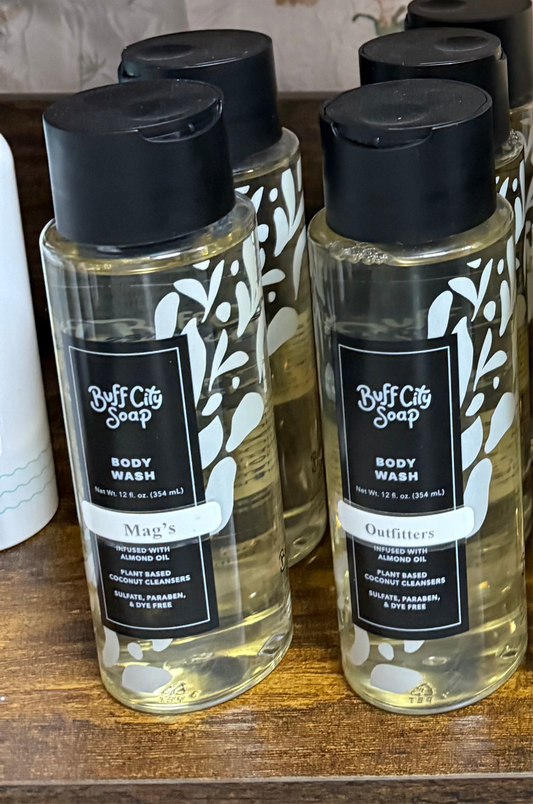 Buff City
Soap
BODY
WASH
Net Wt. 12 fl. oz. (354 mL)
Mag's
INFUSED WITH
ALMOND OIL
PLANT BASED
COCONUT CLEANSERS
SULFATE, PARABEN,
& DYE FREE
Buff City
Soap
BODY
WASH
Net Wt. 12 fl. oz. (354 mL)
Outfitters
INFUSED WITH
ALMOND OIL
PLANT BASED
COCONUT CLEANSERS
SULFATE, PARABEN,
& DYE FREE